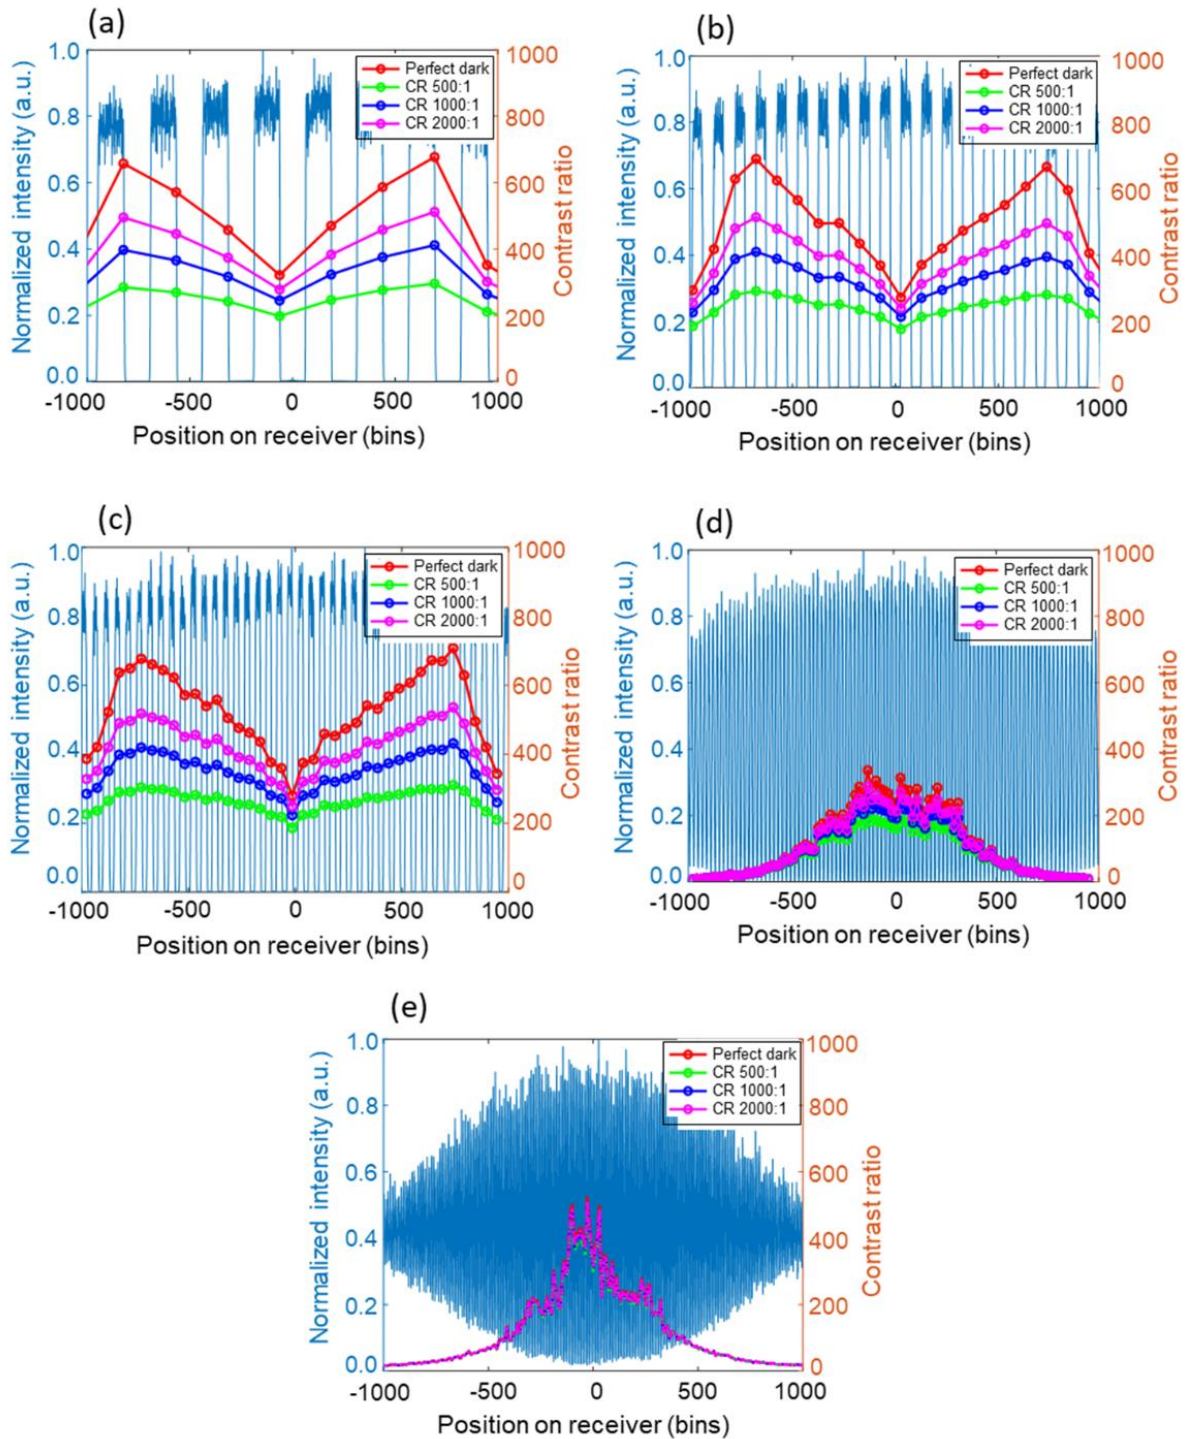 (a)
Normalized intensity (a.u.)
1.0
0.8
0.6
0.4
0.2
0.0
Perfect dark
CR 500:1
CR 1000:1
CR 2000:1
1000
800
600
400
200
0
Contrast ratio
-1000 -500 0 500 1000
Position on receiver (bins)
(b)
Normalized intensity (a.u.)
1.0
0.8
0.6
0.4
0.2
0.0
Perfect dark
CR 500:1
CR 1000:1
CR 2000:1
1000
800
600
400
200
0
Contrast ratio
-1000 -500 0 500 1000
Position on receiver (bins)
(c)
Normalized intensity (a.u.)
1.0
0.8
0.6
0.4
0.2
0.0
Perfect dark
CR 500:1
CR 1000:1
CR 2000:1
1000
800
600
400
200
0
Contrast ratio
-1000 -500 0 500 1000
Position on receiver (bins)
(d)
Normalized intensity (a.u.)
1.0
0.8
0.6
0.4
0.2
0.0
Perfect dark
CR 500:1
CR 1000:1
CR 2000:1
1000
800
600
400
200
0
Contrast ratio
-1000 -500 0 500 1000
Position on receiver (bins)
(e)
Normalized intensity (a.u.)
1.0
0.8
0.6
0.4
0.2
0.0
Perfect dark
CR 500:1
CR 1000:1
CR 2000:1
1000
800
600
400
200
0
Contrast ratio
-1000 -500 0 500 1000
Position on receiver (bins)